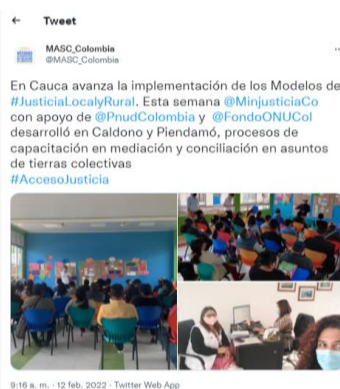 Tweet
MASC_Colombia
@MASC_Colombia
En Cauca avanza la implementación de los Modelos de
#JusticiaLocalyRural. Esta semana @MinjusticiaCo
con apoyo de @PnudColombia y @FondoONUCol
desarrolló en Caldono y Piendamó, procesos de
capacitación en mediación y conciliación en asuntos
de tierras colectivas
#AccesoJusticia
9:16 a. m. · 12 feb. 2022 · Twitter Web App